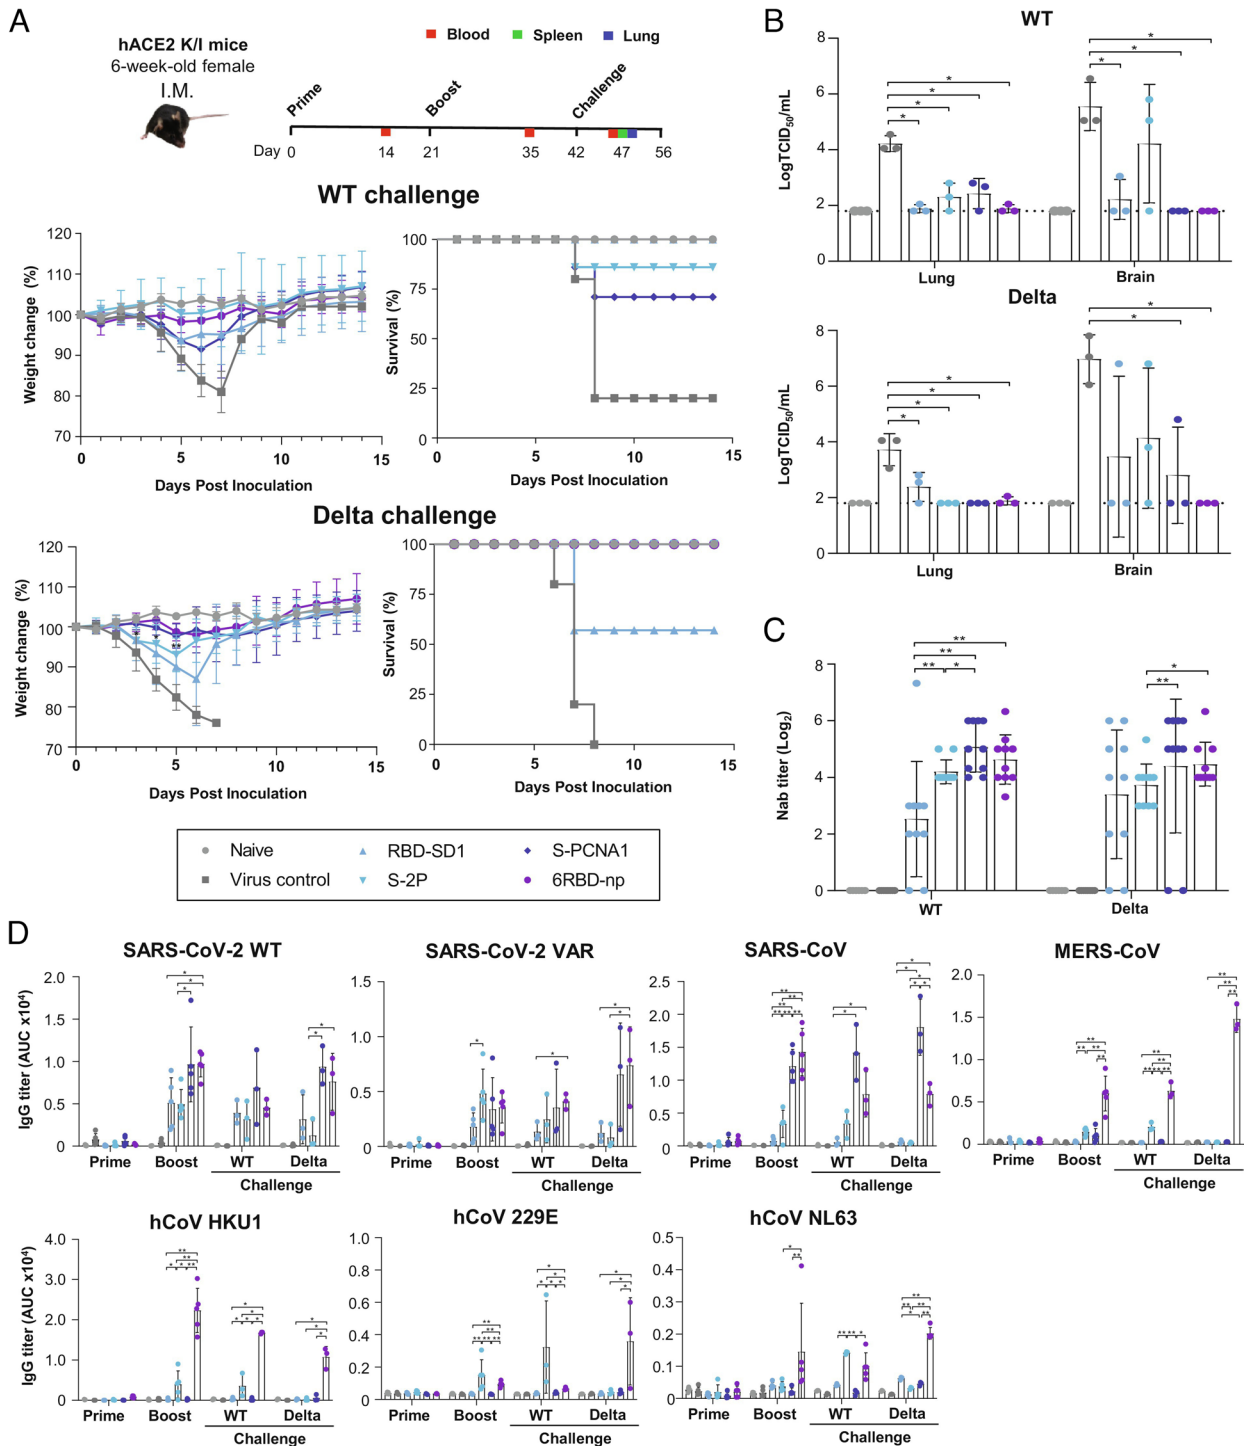 A
hACE2 K/I mice
6-week-old female
I.M.
Blood Spleen Lung
Prime Boost Challenge
Day 0 14 21 35 42 47 56
WT challenge
Weight change (%)
120
110
100
90
80
70
0 5 10 15
Days Post Inoculation
Survival (%)
100
75
50
25
0
0 5 10 15
Days Post Inoculation
Delta challenge
Weight change (%)
120
110
100
90
80
70
0 5 10 15
Days Post Inoculation
Survival (%)
100
75
50
25
0
0 5 10 15
Days Post Inoculation
Naive RBD-SD1 S-PCNA1
Virus control S-2P 6RBD-np
B
WT
LogTCID50/mL
8
6
4
2
0
Lung Brain
Delta
LogTCID50/mL
8
6
4
2
0
Lung Brain
C
Nab titer (Log2)
8
6
4
2
0
WT Delta
D
SARS-CoV-2 WT
IgG titer (AUC x10⁴)
2.0
1.5
1.0
0.5
0
Prime Boost WT Delta
Challenge
SARS-CoV-2 VAR
1.5
1.0
0.5
0
Prime Boost WT Delta
Challenge
SARS-CoV
2.5
2.0
1.5
1.0
0.5
0
Prime Boost WT Delta
Challenge
MERS-CoV
2.0
1.5
1.0
0.5
0
Prime Boost WT Delta
Challenge
hCoV HKU1
IgG titer (AUC x10⁴)
4.0
3.0
2.0
1.0
0
Prime Boost WT Delta
Challenge
hCoV 229E
1.0
0.8
0.6
0.4
0.2
0
Prime Boost WT Delta
Challenge
hCoV NL63
0.5
0.4
0.3
0.2
0.1
0
Prime Boost WT Delta
Challenge